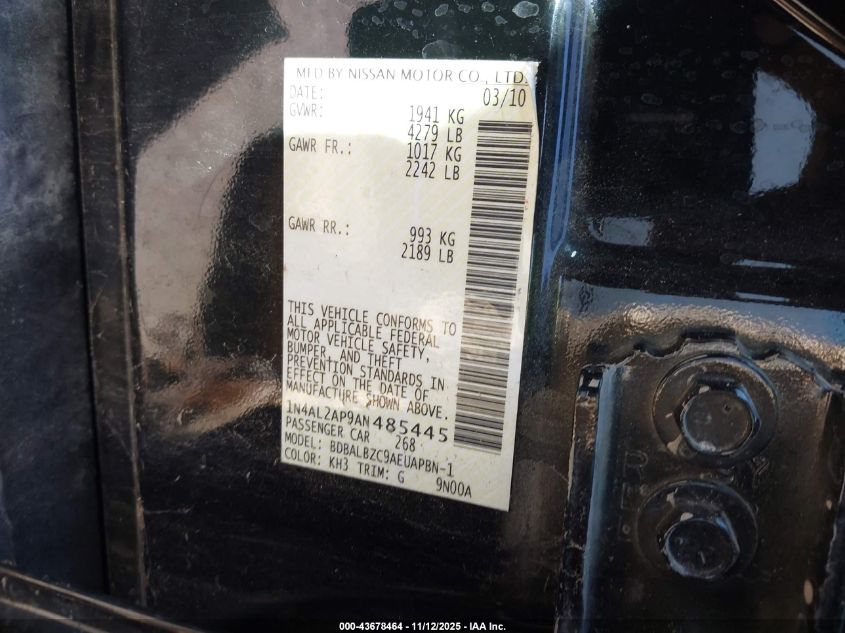 MFD BY NISSAN MOTOR CO., LTD.
DATE: 03/10
GVWR: 1941 KG
4279 LB
GAWR FR.: 1017 KG
2242 LB
GAWR RR.: 993 KG
2189 LB
THIS VEHICLE CONFORMS TO
ALL APPLICABLE FEDERAL
MOTOR VEHICLE SAFETY,
BUMPER, AND THEFT
PREVENTION STANDARDS IN
EFFECT ON THE DATE OF
MANUFACTURE SHOWN ABOVE.
1N4AL2AP9AN485445
PASSENGER CAR 268
MODEL: BDBALBZC9AEUAPBN-1
COLOR: KH3 TRIM: G 9N00A
000-43678464 - 11/12/2025 - IAA Inc.